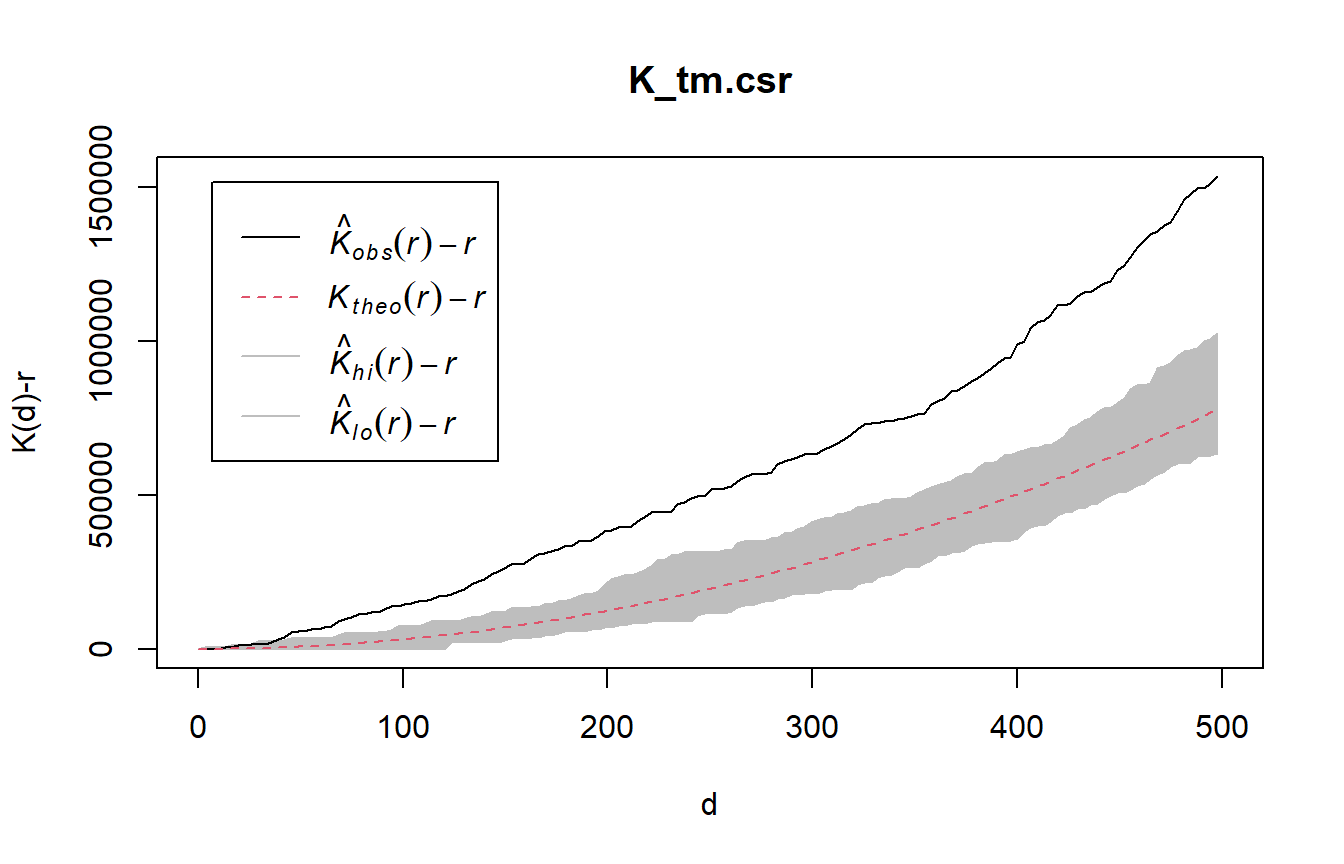 K_tm.csr
K(d)-r
1500000
1000000
500000
0
K̂obs(r) − r
Ktheo(r) − r
K̂hi(r) − r
K̂lo(r) − r
0 100 200 300 400 500
d